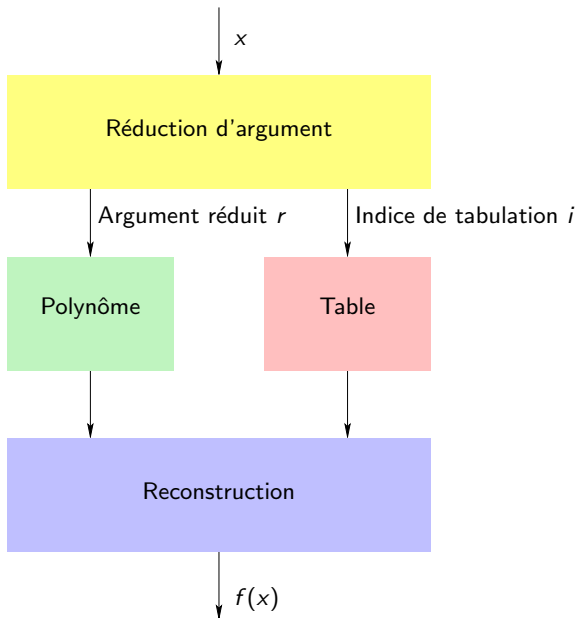 x
Réduction d'argument
Argument réduit r
Indice de tabulation i
Polynôme
Table
Reconstruction
f(x)